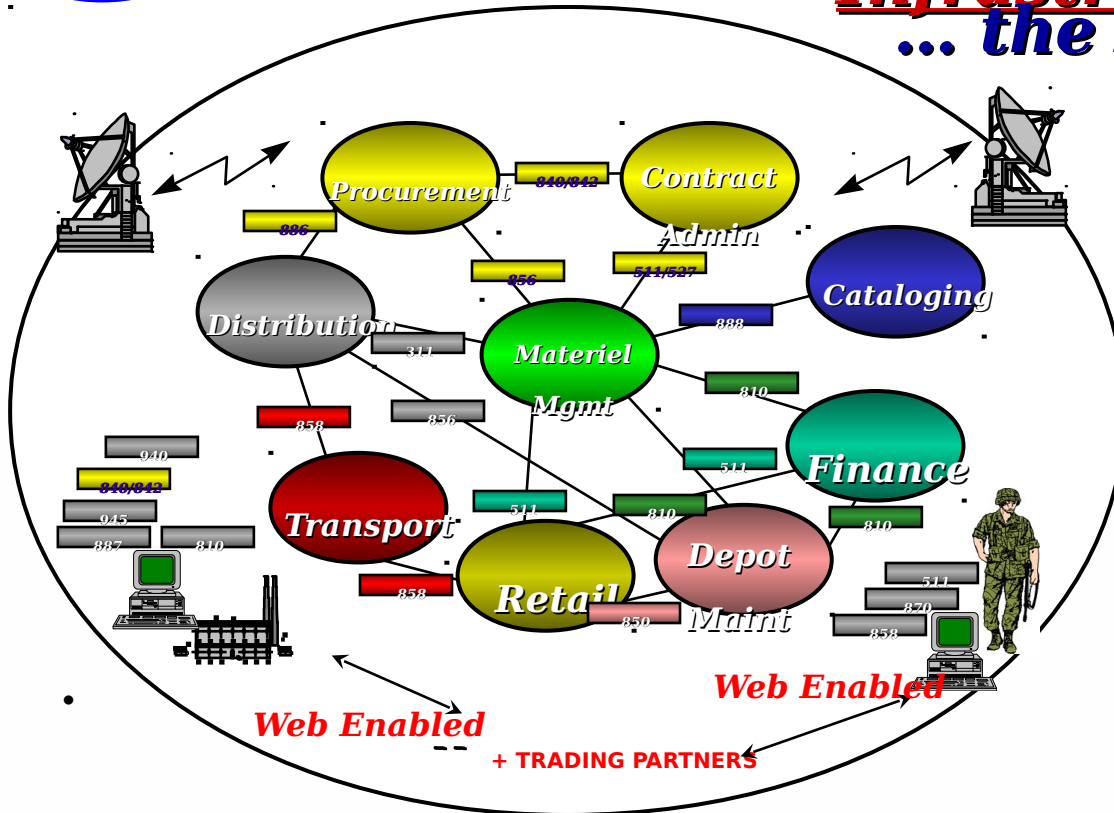 ... the
Procurement
840/842
Contract
Admin
886
856
511/527
Cataloging
Distribution
888
311
Materiel
Mgmt
810
858
856
940
511
Finance
840/842
945
887
810
Transport
511
810
810
Depot
Maint
858
Retail
850
511
870
858
Web Enabled
Web Enabled
+ TRADING PARTNERS